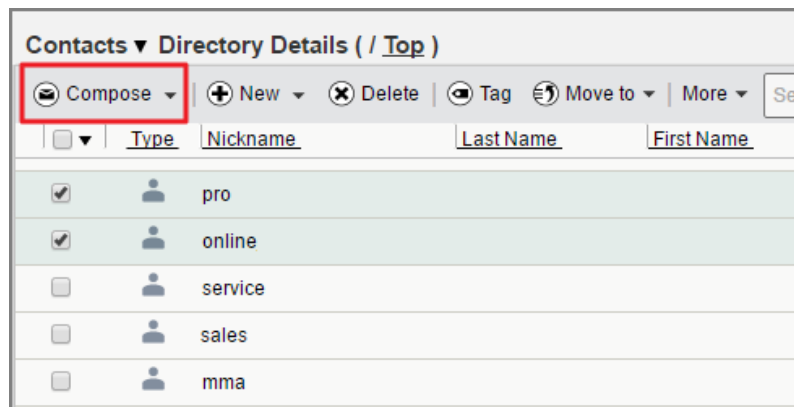 Contacts ▾ Directory Details ( / Top )
Compose New Delete | Tag Move to | More Se
Type Nickname Last Name First Name
pro
online
service
sales
mma